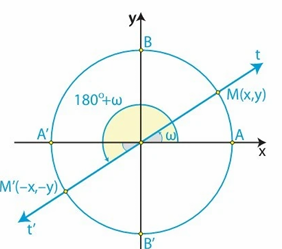 y
B
t
180°+ω
M(x,y)
A′
ω
A
x
M′(-x,-y)
t′
B′